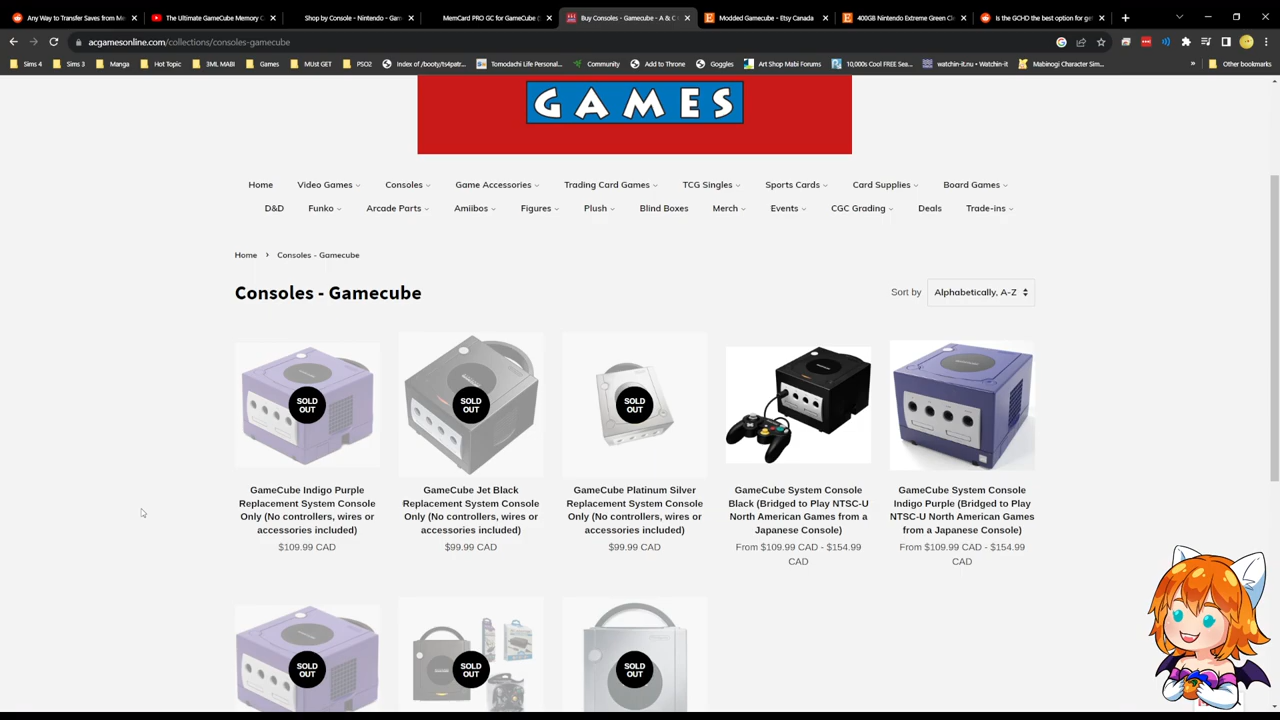 Any Way to Transfer Saves from Me
The Ultimate GameCube Memory C
Shop by Console - Nintendo - Gam
MemCard PRO GC for GameCube (
Buy Consoles - Gamecube - A & C
Modded Gamecube - Etsy Canada
400GB Nintendo Extreme Green Cl
Is the GCHD the best option for ge
acgamesonline.com/collections/consoles-gamecube
Sims 4
Sims 3
Manga
Hot Topic
3ML MABI
Games
MUst GET
PSO2
Index of /booty/ts4patr...
Tomodachi Life Personal...
Community
Add to Throne
Goggles
Art Shop Mabi Forums
10,000s Cool FREE Sea...
watchin-it.nu • Watchin-it
Mabinogi Character Sim...
»
Other bookmarks
GAMES
Home Video Games Consoles Game Accessories Trading Card Games TCG Singles Sports Cards Card Supplies Board Games
D&D Funko Arcade Parts Amiibos Figures Plush Blind Boxes Merch Events CGC Grading Deals Trade-ins
Home › Consoles - Gamecube
Consoles - Gamecube
Sort by Alphabetically, A-Z
SOLD
OUT
GameCube Indigo Purple
Replacement System Console
Only (No controllers, wires or
accessories included)
$109.99 CAD
SOLD
OUT
GameCube Jet Black
Replacement System Console
Only (No controllers, wires or
accessories included)
$99.99 CAD
SOLD
OUT
GameCube Platinum Silver
Replacement System Console
Only (No controllers, wires or
accessories included)
$99.99 CAD
GameCube System Console
Black (Bridged to Play NTSC-U
North American Games from a
Japanese Console)
From $109.99 CAD - $154.99
CAD
GameCube System Console
Indigo Purple (Bridged to Play
NTSC-U North American Games
from a Japanese Console)
From $109.99 CAD - $154.99
CAD
SOLD
OUT
SOLD
OUT
SOLD
OUT